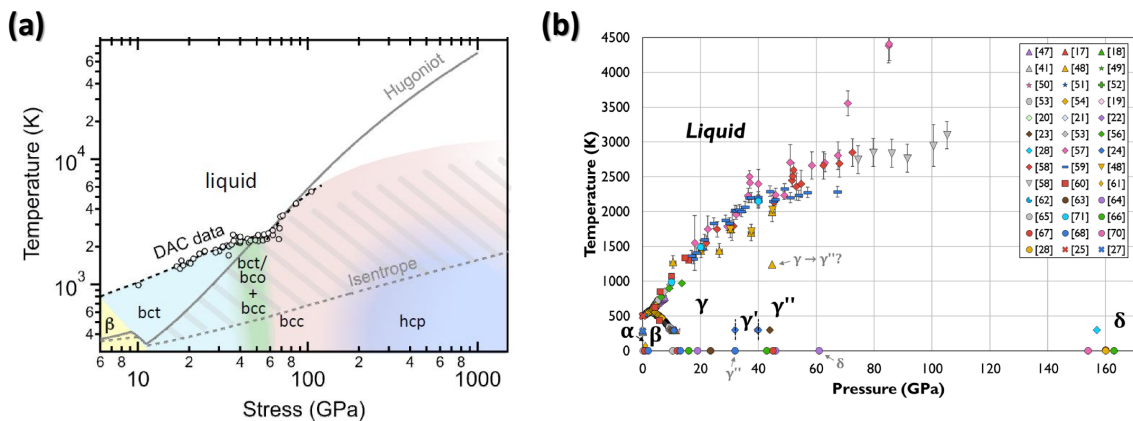 (a)
Temperature (K)
8
6
4
2
10⁴
8
6
4
2
10³
8
6
4
liquid
Hugoniot
DAC data
Isentrope
β
bct
bct/
bco
+
bcc
bcc
hcp
6 8 2 4 6 8 2 4 6 8
10 100 1000
Stress (GPa)
(b)
Temperature (K)
4500
4000
3500
3000
2500
2000
1500
1000
500
0
Liquid
γ → γ''?
γ
γ'
γ''
δ
α
β
γ''
δ
0 20 40 60 80 100 120 140 160
Pressure (GPa)
[47] [17] [18]
[41] [48] [49]
[50] [51] [52]
[53] [54] [19]
[20] [21] [22]
[23] [53] [56]
[28] [57] [24]
[58] [59] [48]
[58] [60] [61]
[62] [63] [64]
[65] [71] [66]
[67] [68] [70]
[28] [25] [27]